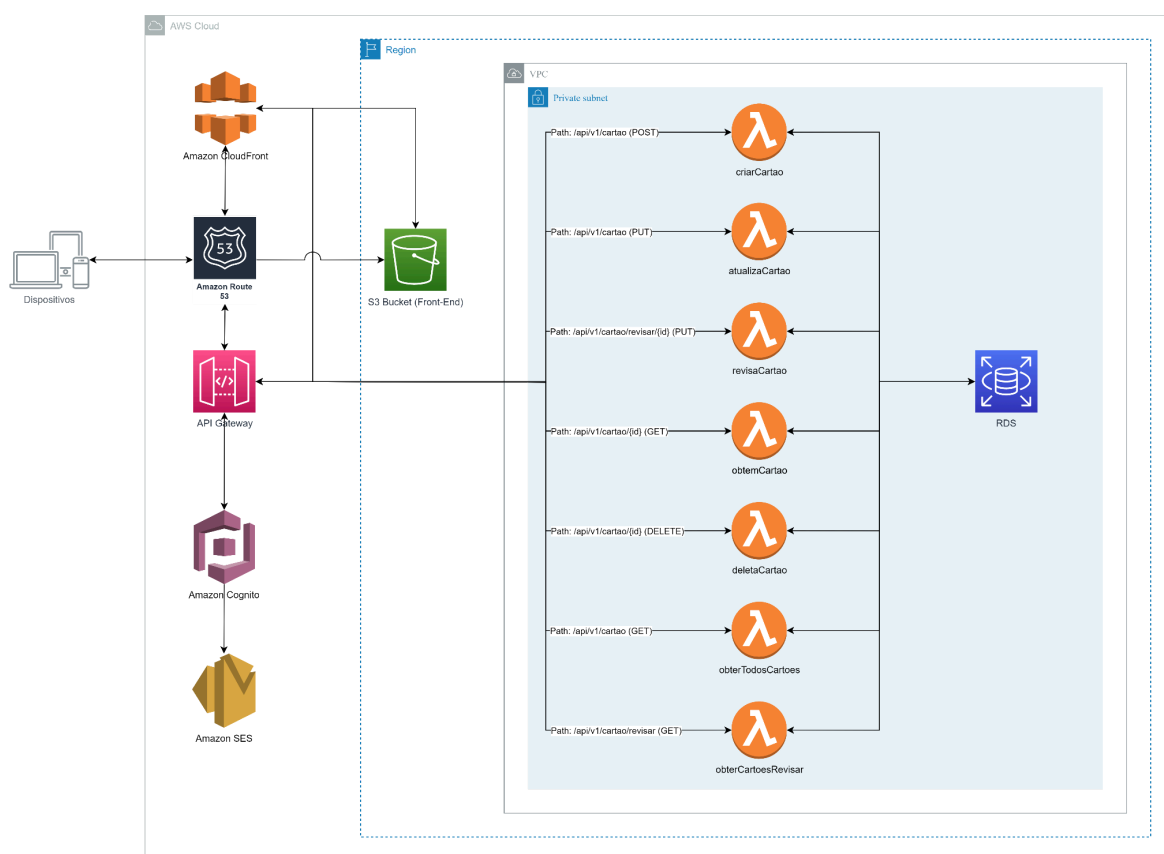 AWS Cloud
Region
VPC
Private subnet
Amazon CloudFront
53
Amazon Route
53
Dispositivos
S3 Bucket (Front-End)
API Gateway
Amazon Cognito
Amazon SES
Path: /api/v1/cartao (POST)
criarCartao
Path: /api/v1/cartao (PUT)
atualizaCartao
Path: /api/v1/cartao/revisar/{id} (PUT)
revisaCartao
Path: /api/v1/cartao/{id} (GET)
obtemCartao
Path: /api/v1/cartao/{id} (DELETE)
deletaCartao
Path: /api/v1/cartao (GET)
obterTodosCartoes
Path: /api/v1/cartao/revisar (GET)
obterCartoesRevisar
RDS